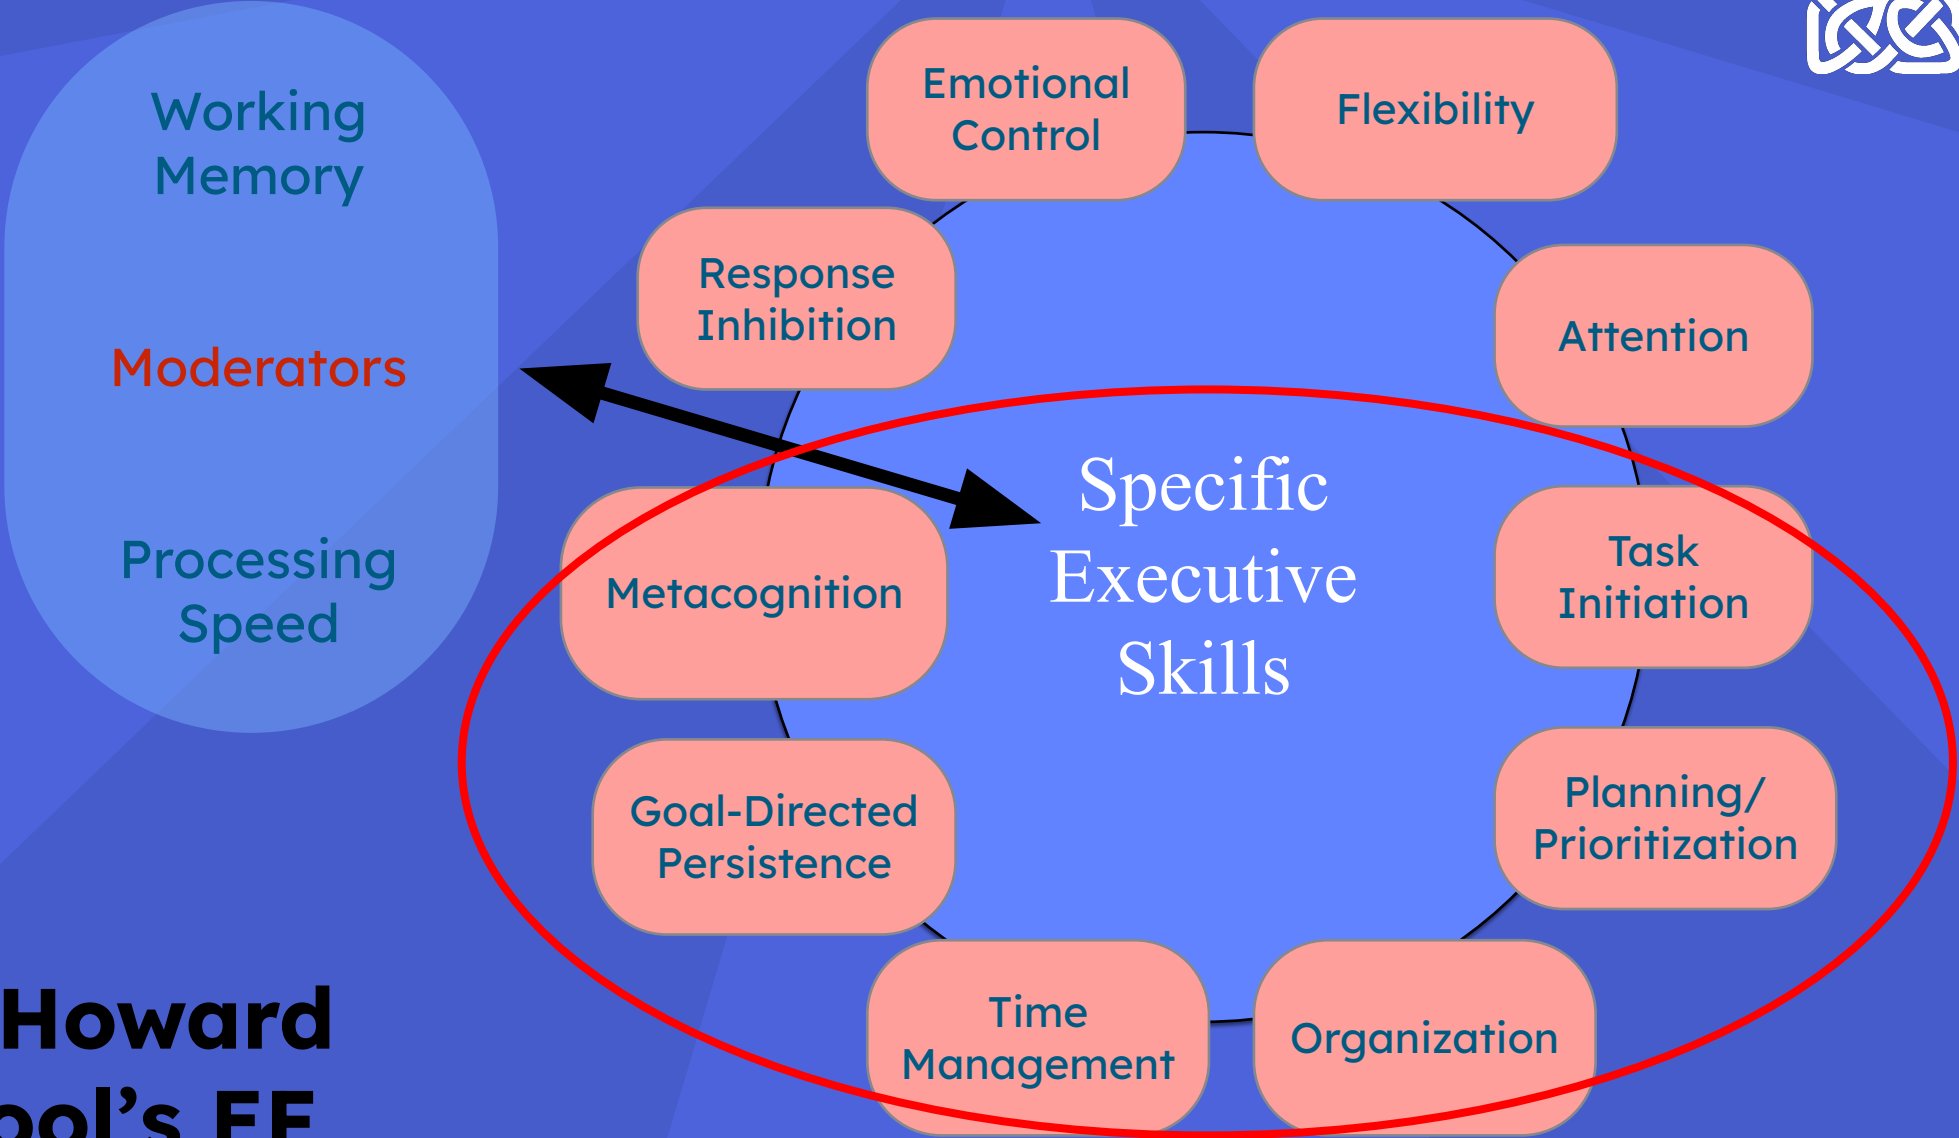 Working
Memory
Moderators
Processing
Speed
Emotional
Control
Flexibility
Response
Inhibition
Attention
Specific
Executive
Skills
Metacognition
Task
Initiation
Goal-Directed
Persistence
Planning/
Prioritization
Time
Management
Organization
Howard